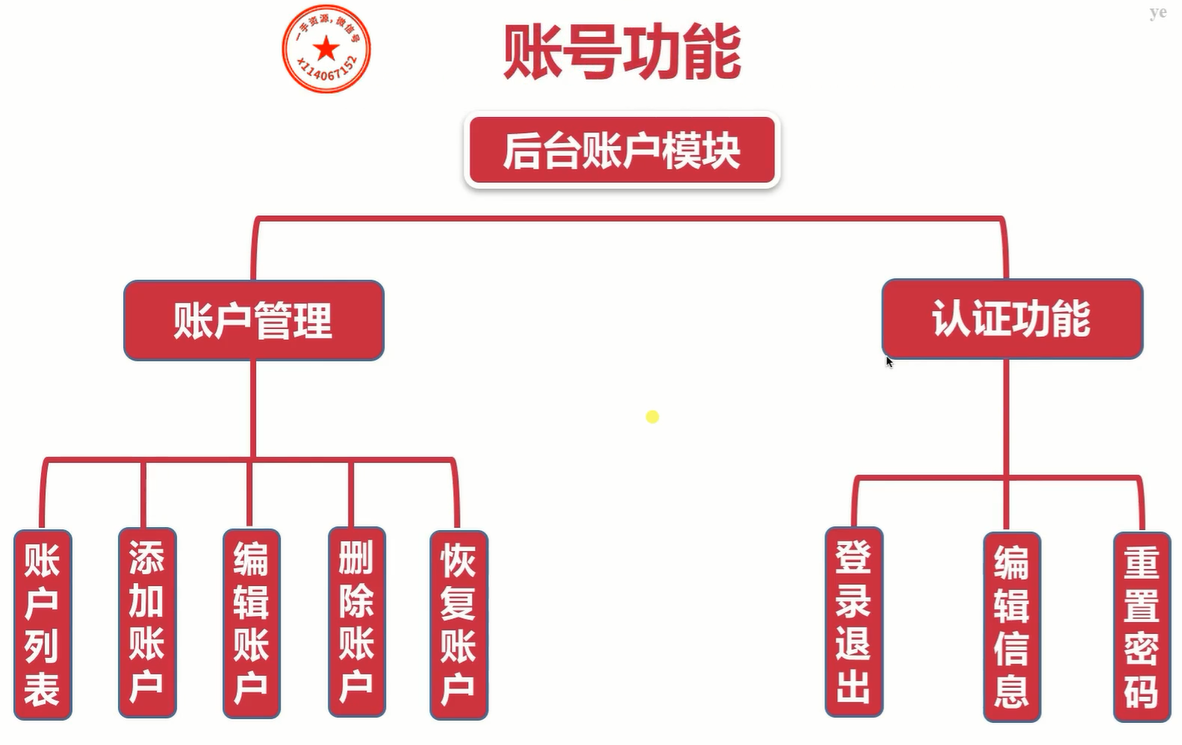 一手资源,微信号
x114067152
账号功能
ye
后台账户模块
账户管理
认证功能
账户列表
添加账户
编辑账户
删除账户
恢复账户
登录退出
编辑信息
重置密码